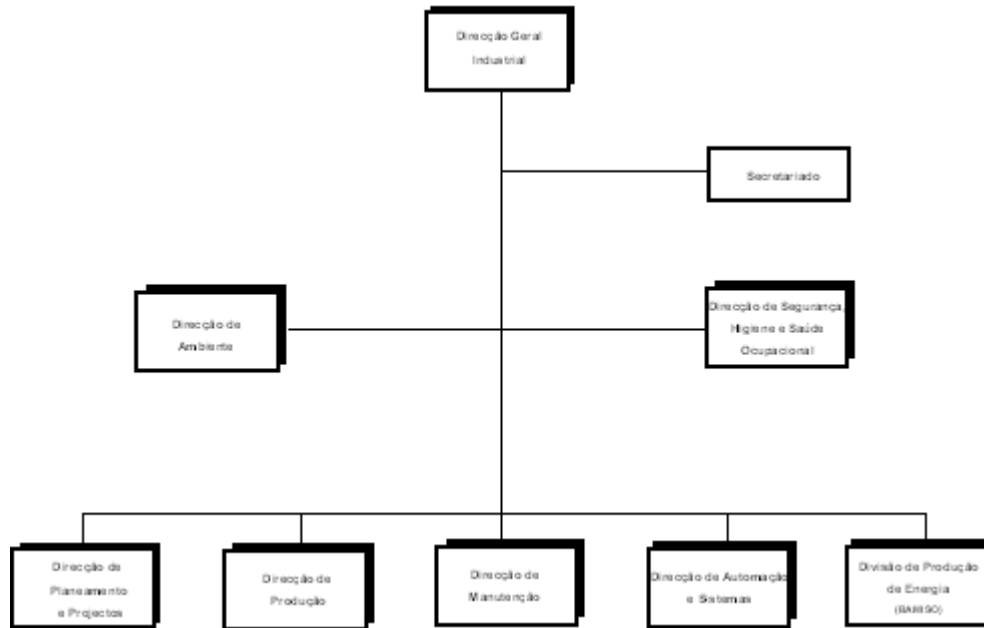 Direcção Geral
Industrial
Secretariado
Direcção de
Ambiente
Direcção de Segurança,
Higiene e Saúde
Ocupacional
Direcção de
Planeamento
e Projectos
Direcção de
Produção
Direcção de
Manutenção
Direcção de Automação
e Sistemas
Divisão de Produção
de Energia